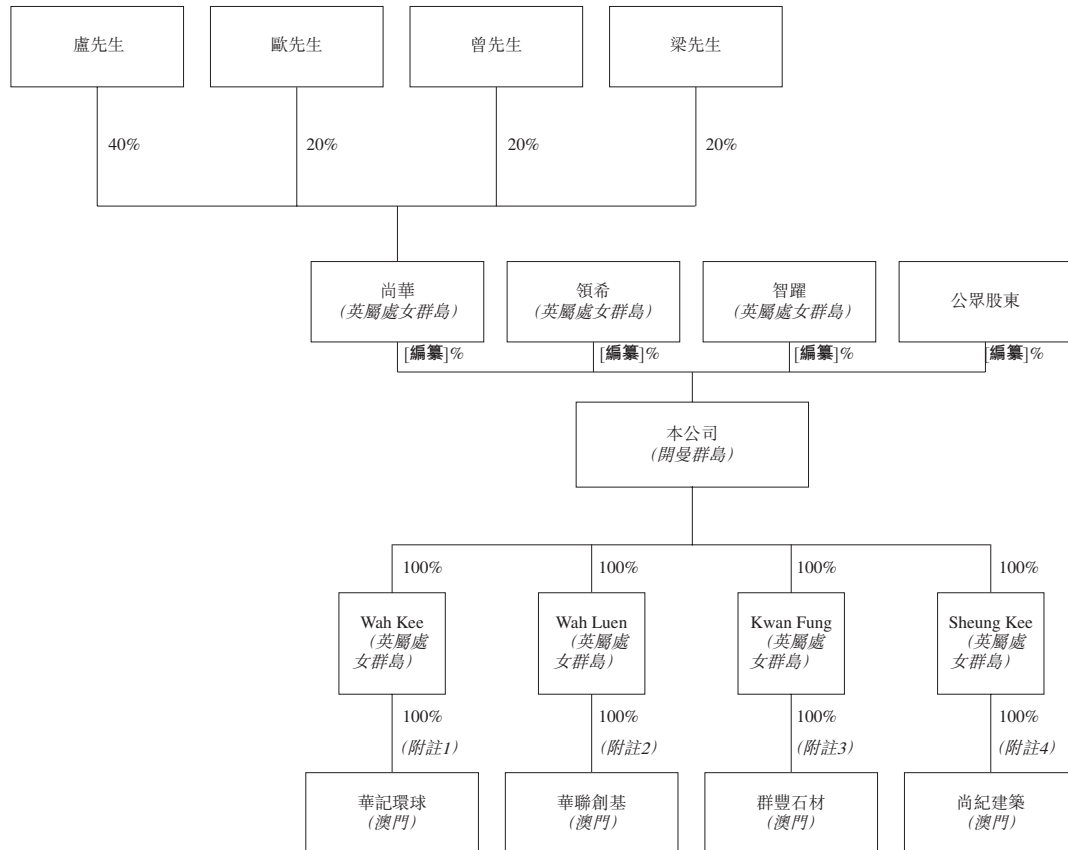 盧先生
歐先生
曾先生
梁先生
40%
20%
20%
20%
尚華
(英屬處女群島)
領希
(英屬處女群島)
智躍
(英屬處女群島)
公眾股東
[編纂]%
[編纂]%
[編纂]%
[編纂]%
本公司
(開曼群島)
100%
100%
100%
100%
Wah Kee
(英屬處
女群島)
Wah Luen
(英屬處
女群島)
Kwan Fung
(英屬處
女群島)
Sheung Kee
(英屬處
女群島)
100%
(附註1)
100%
(附註2)
100%
(附註3)
100%
(附註4)
華記環球
(澳門)
華聯創基
(澳門)
群豐石材
(澳門)
尚紀建築
(澳門)